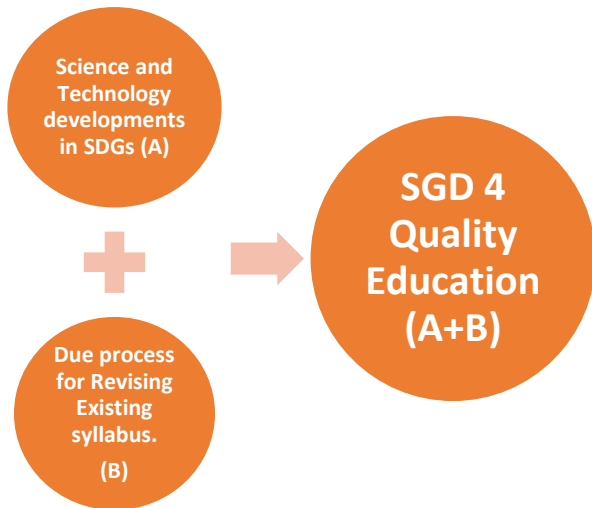 Science and
Technology
developments
in SDGs (A)
Due process
for Revising
Existing
syllabus.
(B)
SGD 4
Quality
Education
(A+B)